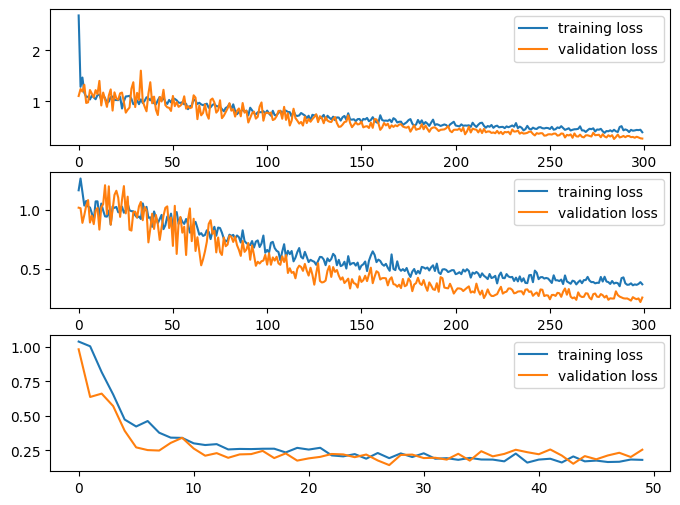 training loss
validation loss
2
1
0 50 100 150 200 250 300
training loss
validation loss
1.0
0.5
0 50 100 150 200 250 300
training loss
validation loss
1.00
0.75
0.50
0.25
0 10 20 30 40 50